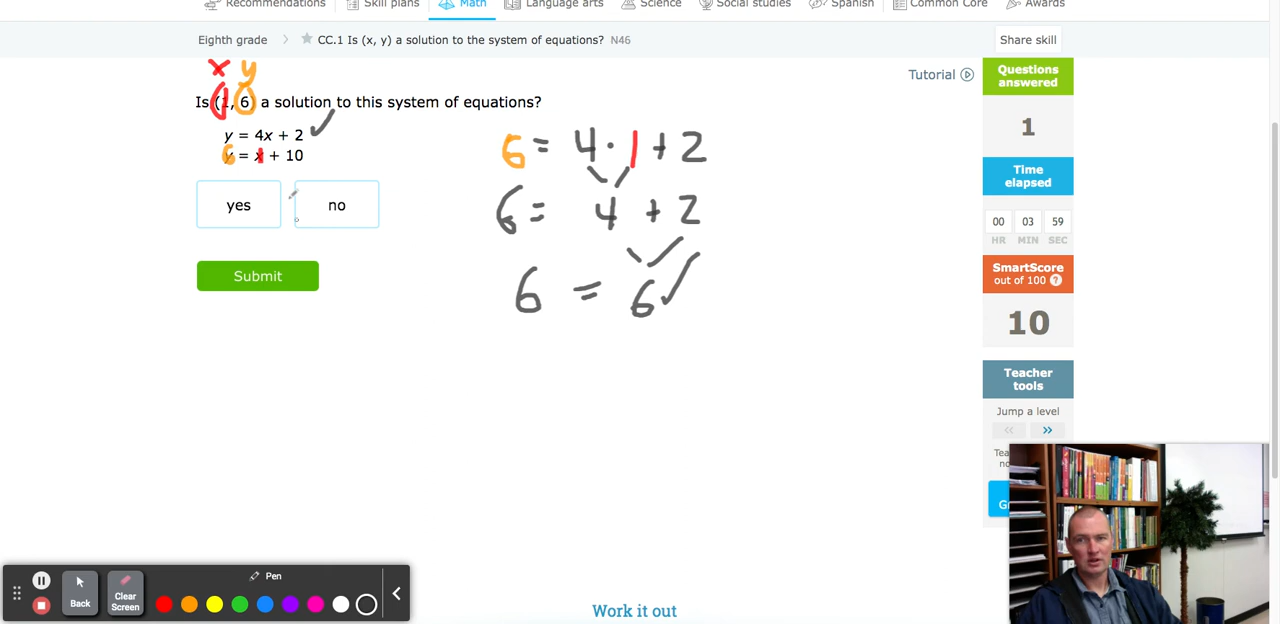 Recommendations Skill plans Math Language arts Science Social studies Spanish Common Core Awards
Eighth grade > CC.1 Is (x, y) a solution to the system of equations? N46
Share skill
Tutorial
x y
Is (1, 6) a solution to this system of equations?
y = 4x + 2 ✓
6 = 1 + 10
yes
no
Submit
6 = 4 · 1 + 2
6 = 4 + 2
6 = 6 ✓
Questions answered
1
Time elapsed
00 03 59
HR MIN SEC
SmartScore
out of 100 ?
10
Teacher tools
Jump a level
<< >>
Work it out
Pen
Back
Clear Screen